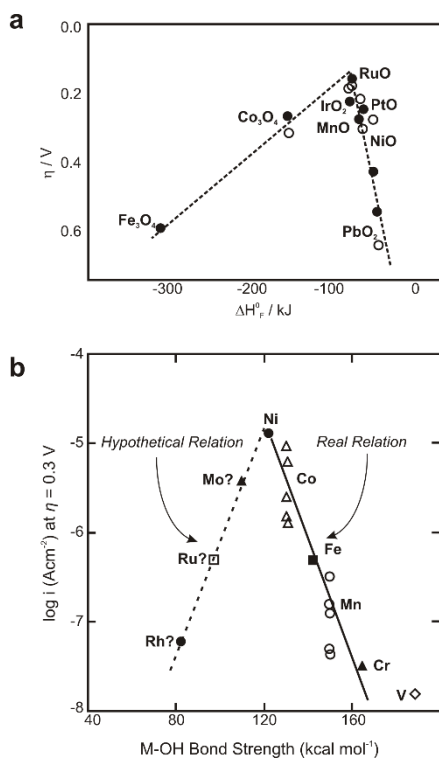 a
0.0
0.2
0.4
0.6
η / V
RuO
IrO₂
PtO
MnO
NiO
Co₃O₄
Fe₃O₄
PbO₂
-300
-200
-100
0
ΔH⁰F / kJ
b
-4
-5
-6
-7
-8
log i (Acm⁻²) at η = 0.3 V
Ni
Hypothetical Relation
Real Relation
Mo?
Co
Ru?
Fe
Mn
Rh?
Cr
V
40
80
120
160
M-OH Bond Strength (kcal mol⁻¹)